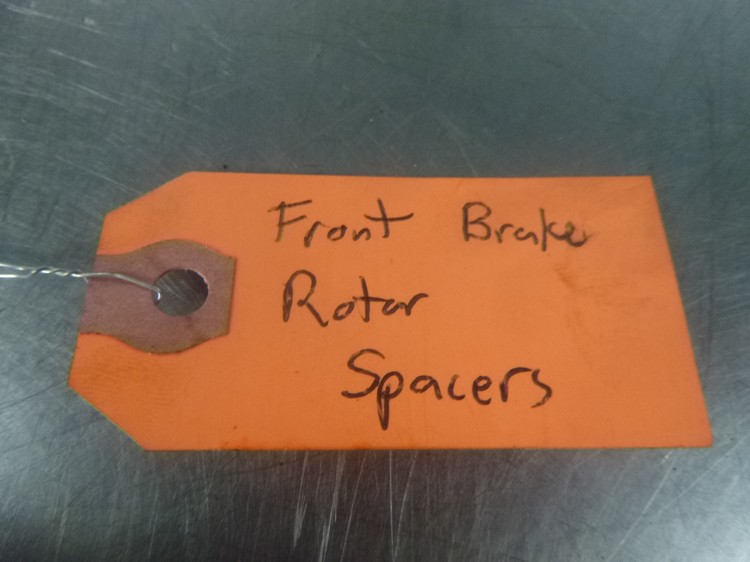 Front Brake
Rotor
Spacers